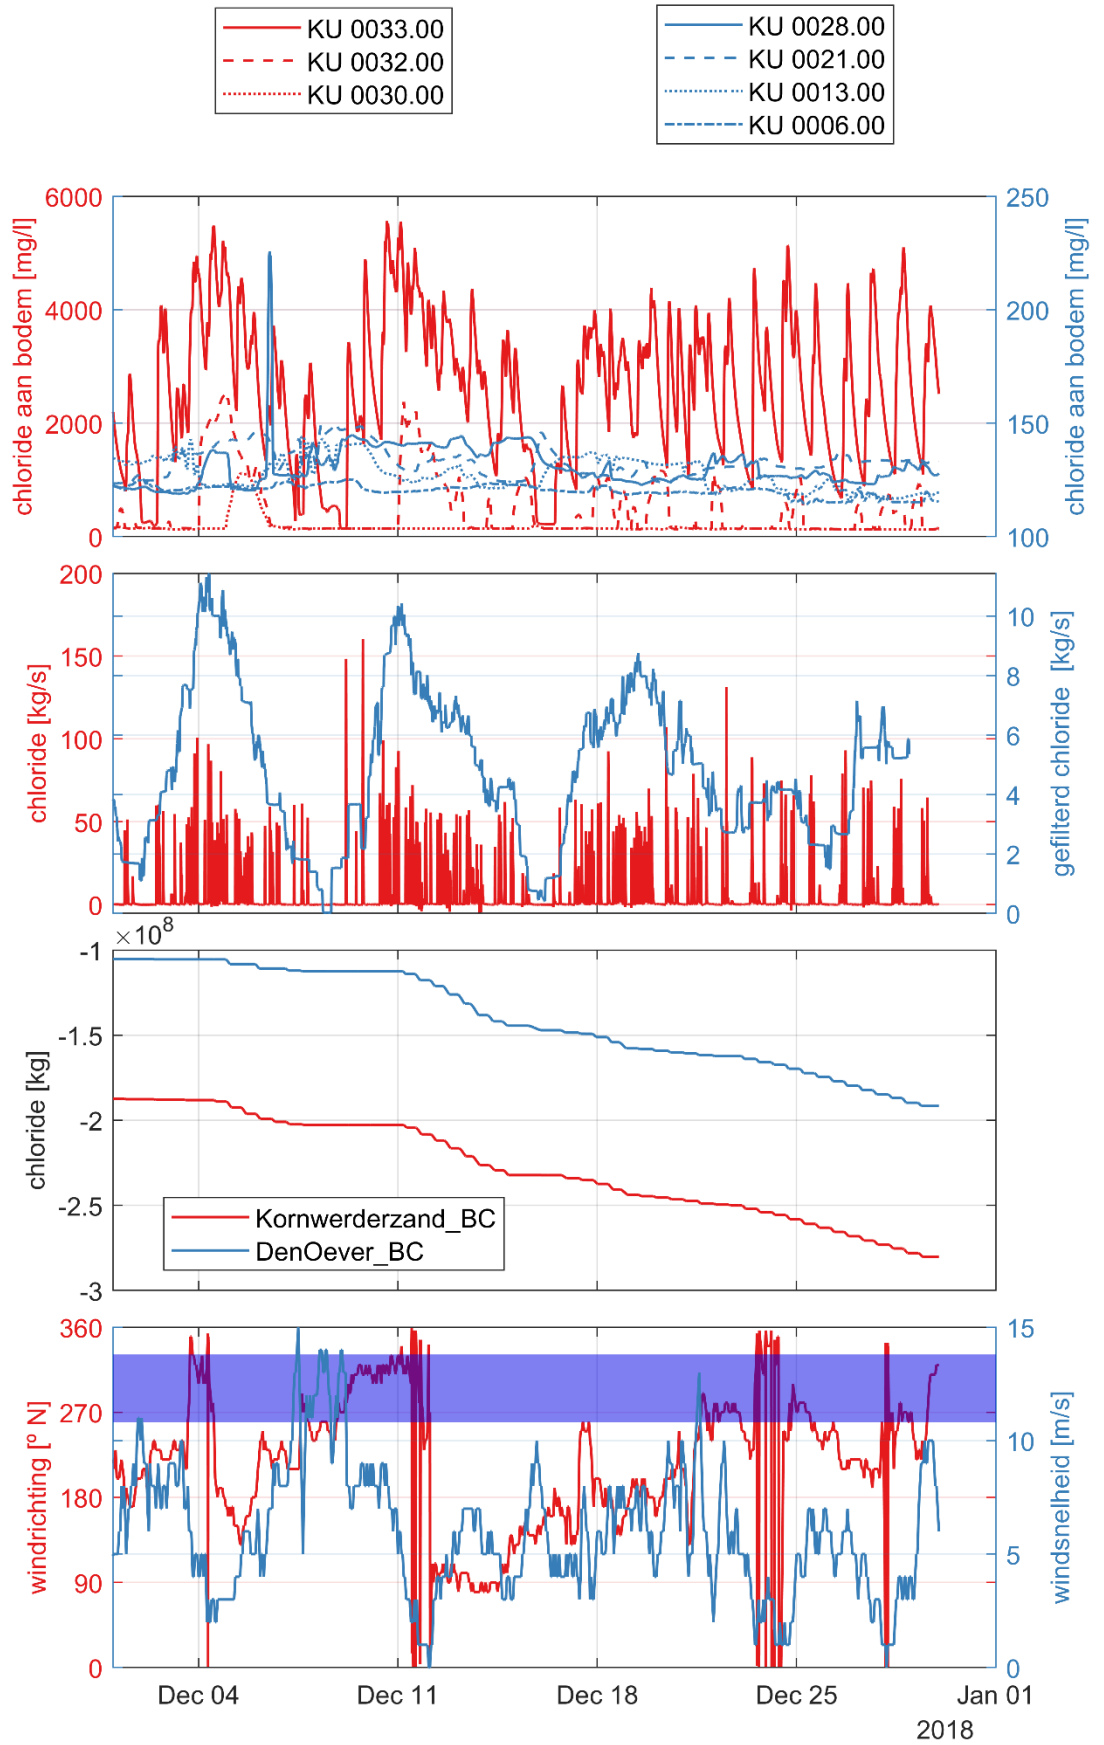 KU 0033.00
KU 0032.00
KU 0030.00
KU 0028.00
KU 0021.00
KU 0013.00
KU 0006.00
chloride aan bodem [mg/l]
6000
4000
2000
0
250
200
150
100
chloride aan bodem [mg/l]
chloride [kg/s]
200
150
100
50
0
10
8
6
4
2
0
gefilterd chloride [kg/s]
×10^8
chloride [kg]
-1
-1.5
-2
-2.5
-3
Kornwerderzand_BC
DenOever_BC
windrichting [º N]
360
270
180
90
0
15
10
5
0
windsnelheid [m/s]
Dec 04
Dec 11
Dec 18
Dec 25
Jan 01
2018